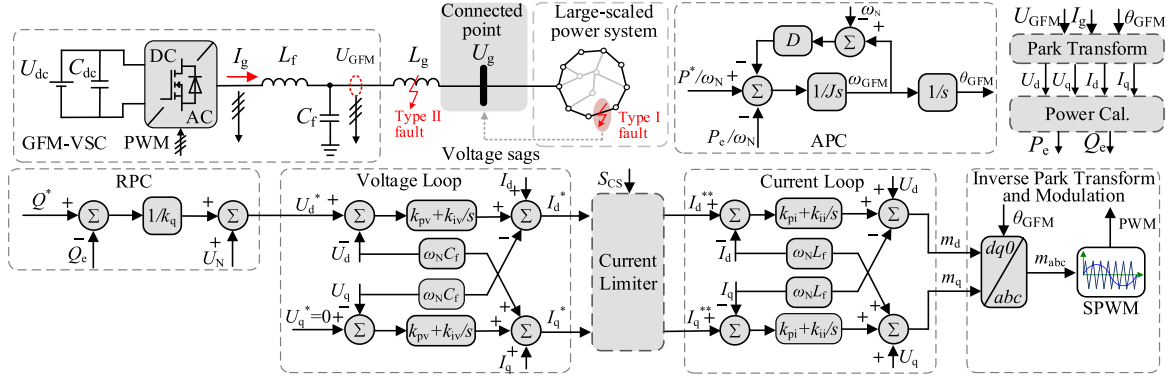 Connected
point
U_g
Large-scaled
power system
Type I
fault
U_dc
C_dc
DC
AC
I_g
L_f
U_GFM
L_g
C_f
Type II
fault
GFM-VSC
PWM
Voltage sags
ω_N
D
Σ
P*/ω_N
+
−
−
Σ
1/Js
ω_GFM
1/s
θ_GFM
P_e/ω_N
APC
U_GFM
I_g
θ_GFM
Park Transform
U_d
U_q
I_d
I_q
Power Cal.
P_e
Q_e
RPC
Q*
+
Σ
−
Q_e
1/k_q
+
Σ
+
U_N
Voltage Loop
U_d*
+
Σ
−
U_d
k_pv+k_iv/s
I_d
+
+
Σ
−
I_d*
ω_NC_f
U_q
ω_NC_f
U_q*=0
+
−
Σ
k_pv+k_iv/s
+
+
Σ
+
I_q
I_q*
S_CS
Current
Limiter
Current Loop
I_d**
+
Σ
−
I_d
k_pi+k_ii/s
U_d
+
+
Σ
−
m_d
ω_NL_f
I_q
ω_NL_f
I_q**
+
−
Σ
k_pi+k_ii/s
+
+
Σ
+
U_q
m_q
Inverse Park Transform
and Modulation
θ_GFM
PWM
dq0
abc
m_abc
SPWM